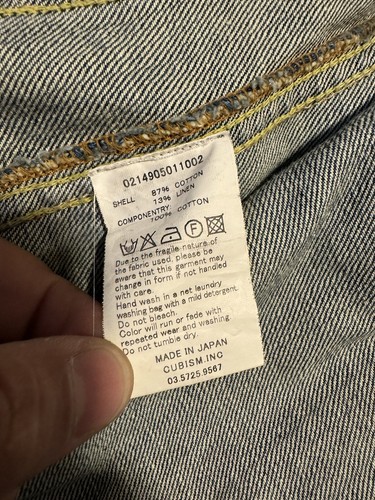 0214905011002
SHELL 87% COTTON
13% LINEN
COMPONENTRY: 100% COTTON
F
Due to the fragile nature of
the fabric used, please be
aware that this garment may
change in form if not handled
with care.
Hand wash in a net laundry
washing bag with a mild detergent.
Do not bleach.
Color will run or fade with
repeated wear and washing
Do not tumble dry.
MADE IN JAPAN
CUBISM.INC
03.5725.9567